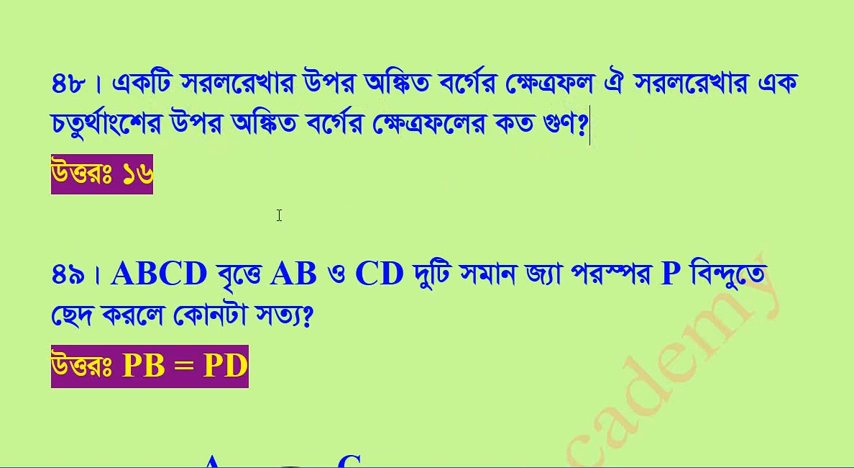 ৪৮। একটি সরলরেখার উপর অঙ্কিত বর্গের ক্ষেত্রফল ঐ সরলরেখার এক
চতুর্থাংশের উপর অঙ্কিত বর্গের ক্ষেত্রফলের কত গুণ?
উত্তরঃ ১৬
৪৯। ABCD বৃত্তে AB ও CD দুটি সমান জ্যা পরস্পর P বিন্দুতে
ছেদ করলে কোনটা সত্য?
উত্তরঃ PB = PD
A C
cademy